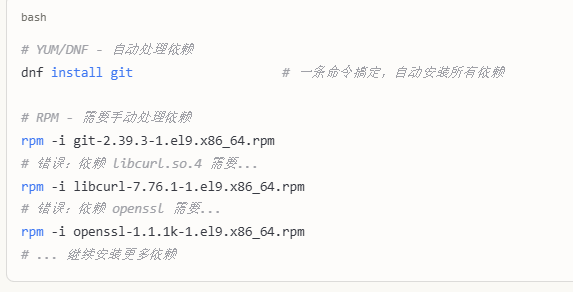 bash
# YUM/DNF - 自动处理依赖
dnf install git                    # 一条命令搞定，自动安装所有依赖
# RPM - 需要手动处理依赖
rpm -i git-2.39.3-1.el9.x86_64.rpm
# 错误：依赖 libcurl.so.4 需要...
rpm -i libcurl-7.76.1-1.el9.x86_64.rpm
# 错误：依赖 openssl 需要...
rpm -i openssl-1.1.1k-1.el9.x86_64.rpm
# ... 继续安装更多依赖